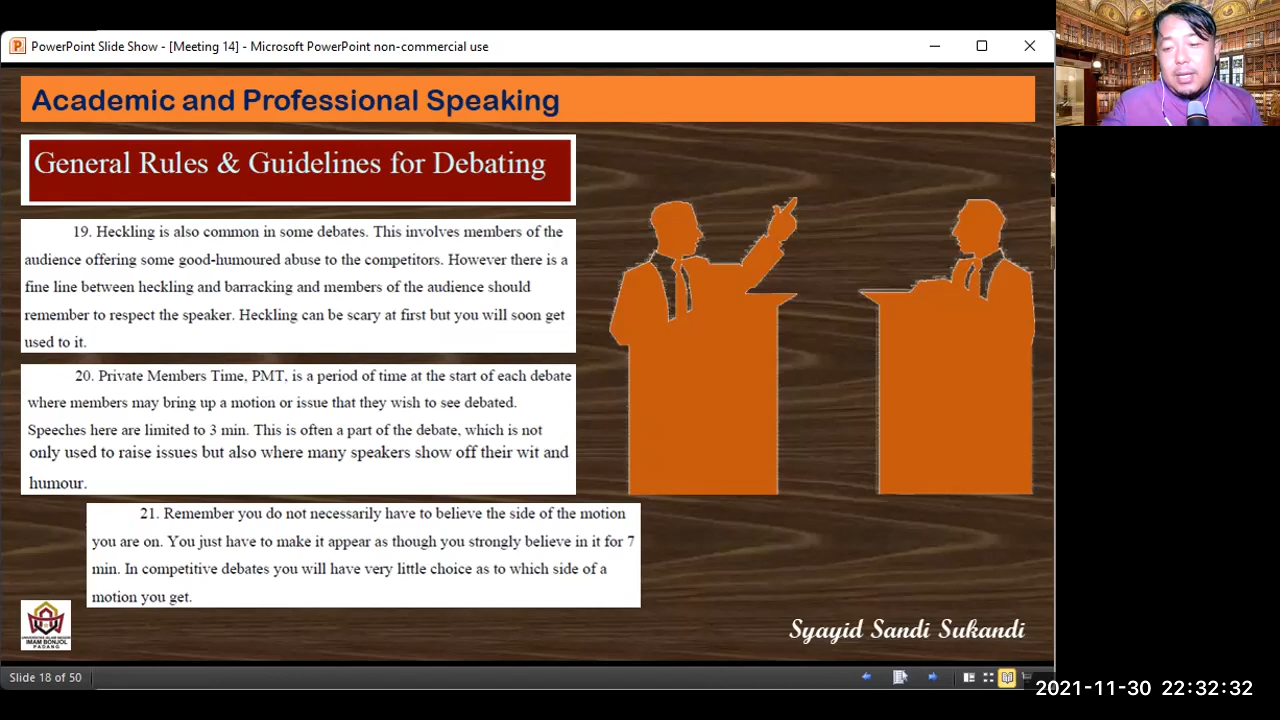 PowerPoint Slide Show - [Meeting 14] - Microsoft PowerPoint non-commercial use
Academic and Professional Speaking
General Rules & Guidelines for Debating
19. Heckling is also common in some debates. This involves members of the
audience offering some good-humoured abuse to the competitors. However there is a
fine line between heckling and barracking and members of the audience should
remember to respect the speaker. Heckling can be scary at first but you will soon get
used to it.
20. Private Members Time, PMT, is a period of time at the start of each debate
where members may bring up a motion or issue that they wish to see debated.
Speeches here are limited to 3 min. This is often a part of the debate, which is not
only used to raise issues but also where many speakers show off their wit and
humour.
21. Remember you do not necessarily have to believe the side of the motion
you are on. You just have to make it appear as though you strongly believe in it for 7
min. In competitive debates you will have very little choice as to which side of a
motion you get.
UNIVERSITAS ISLAM NEGERI
IMAM BONJOL
PADANG
Syayid Sandi Sukandi
Slide 18 of 50
2021-11-30 22:32:32